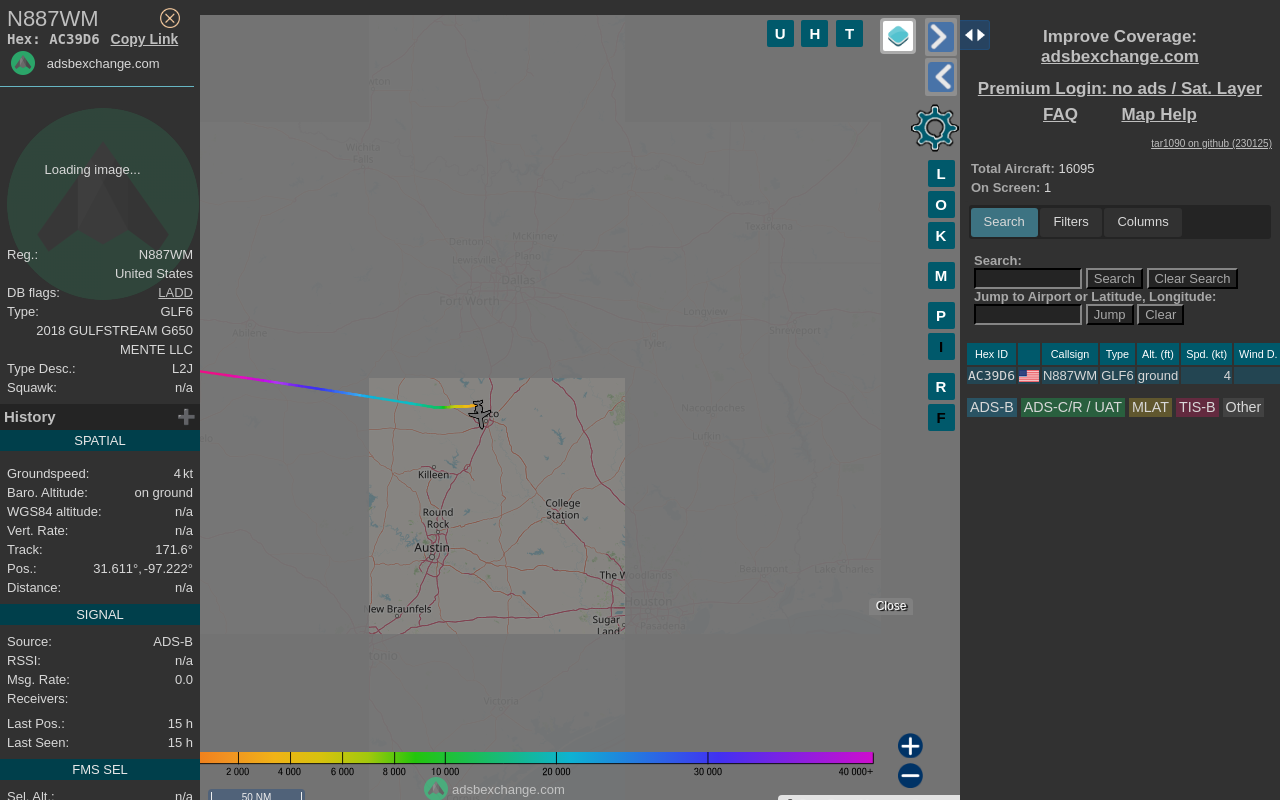 N887WM
Hex: AC39D6 Copy Link
adsbexchange.com
Loading image...
Reg.: N887WM
United States
DB flags: LADD
Type: GLF6
2018 GULFSTREAM G650
MENTE LLC
Type Desc.: L2J
Squawk: n/a
History
SPATIAL
Groundspeed: 4 kt
Baro. Altitude: on ground
WGS84 altitude: n/a
Vert. Rate: n/a
Track: 171.6°
Pos.: 31.611°, -97.222°
Distance: n/a
SIGNAL
Source: ADS-B
RSSI: n/a
Msg. Rate: 0.0
Receivers:
Last Pos.: 15 h
Last Seen: 15 h
FMS SEL
Sel. Alt.: n/a
U H T
L
O
K
M
P
I
R
F
Wichita
Falls
Denton
McKinney
Lewisville
Plano
Dallas
Fort Worth
Texarkana
Abilene
Longview
Shreveport
Tyler
Nacogdoches
Lufkin
Killeen
College
Station
Round
Rock
Austin
The Woodlands
Beaumont
Lake Charles
New Braunfels
Houston
Sugar
Land
Pasadena
Victoria
Close
2 000 4 000 6 000 8 000 10 000 20 000 30 000 40 000+
adsbexchange.com
50 NM
Improve Coverage:
adsbexchange.com
Premium Login: no ads / Sat. Layer
FAQ Map Help
tar1090 on github (230125)
Total Aircraft: 16095
On Screen: 1
Search Filters Columns
Search:
Search Clear Search
Jump to Airport or Latitude, Longitude:
Jump Clear
Hex ID Callsign Type Alt. (ft) Spd. (kt) Wind D.
AC39D6 N887WM GLF6 ground 4
ADS-B ADS-C/R / UAT MLAT TIS-B Other